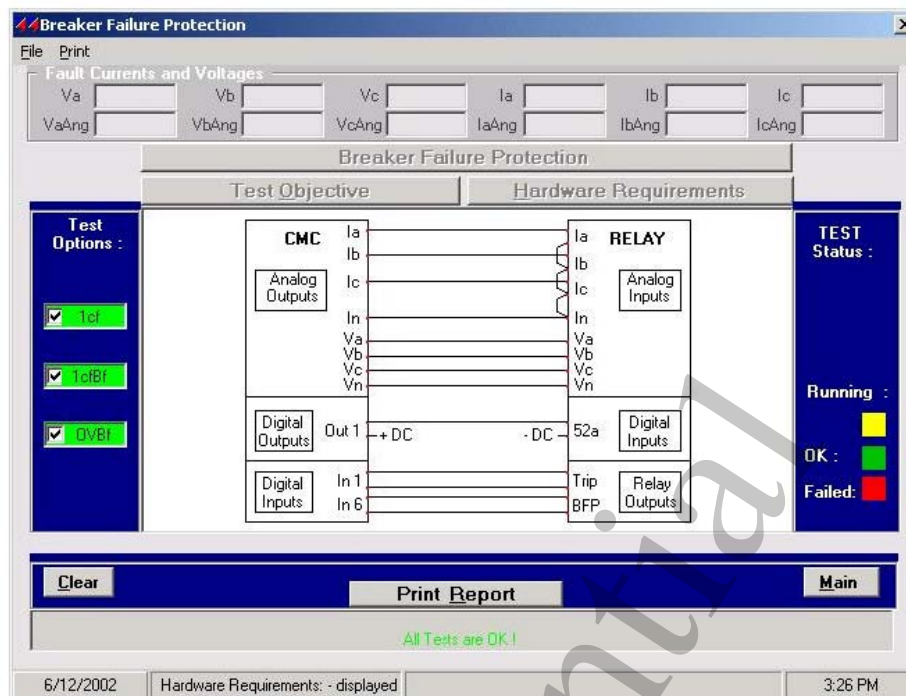 Breaker Failure Protection
File Print
Fault Currents and Voltages
Va Vb Vc Ia Ib Ic
VaAng VbAng VcAng IaAng IbAng IcAng
Breaker Failure Protection
Test Objective Hardware Requirements
Test
Options :
1cf
1cfBf
0VBf
CMC
Analog
Outputs
Ia
Ib
Ic
In
Va
Vb
Vc
Vn
Digital
Outputs
Out 1
+ DC
Digital
Inputs
In 1
In 6
RELAY
Ia
Ib
Ic
In
Analog
Inputs
Va
Vb
Vc
Vn
- DC
52a
Digital
Inputs
Trip
BFP
Relay
Outputs
TEST
Status :
Running :
OK :
Failed:
Clear
Print Report
Main
All Tests are OK !
6/12/2002 Hardware Requirements: - displayed 3:26 PM